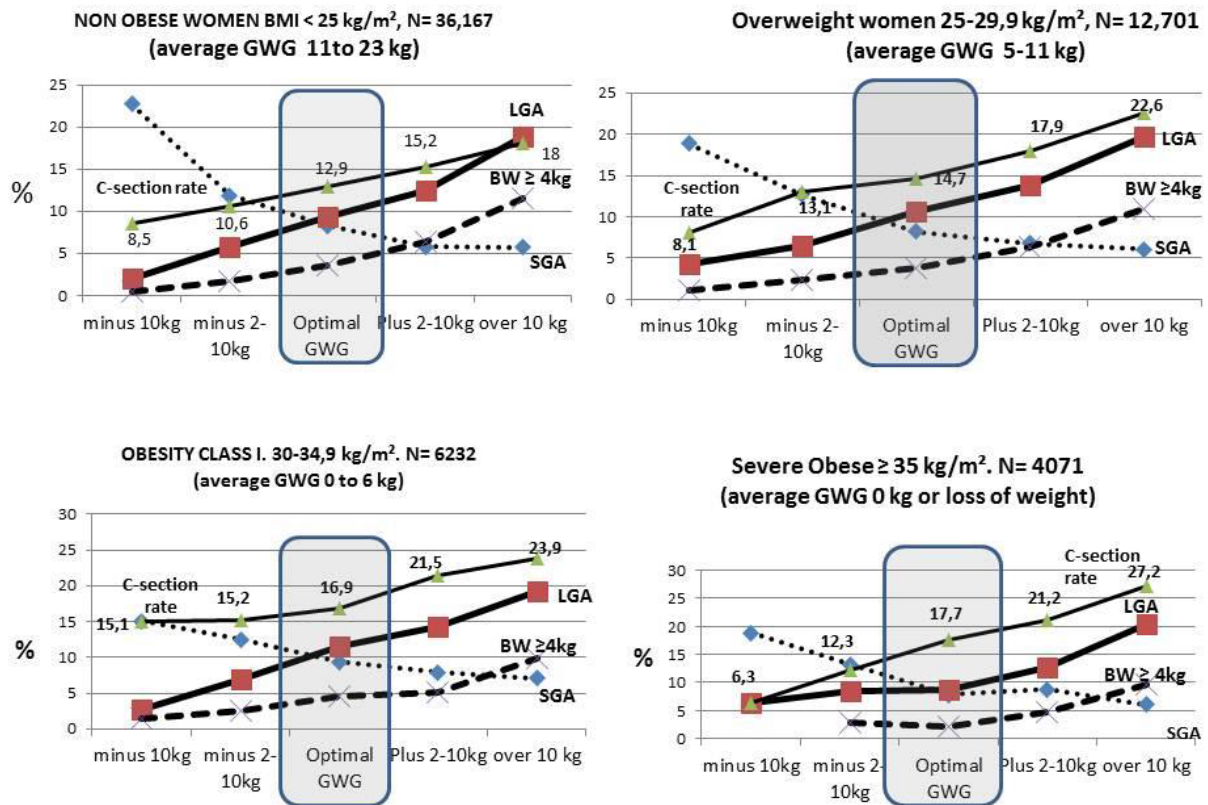 NON OBESE WOMEN BMI < 25 kg/m², N= 36,167
(average GWG 11to 23 kg)
25
20
15
10
5
0
%
C-section rate
8,5
10,6
12,9
15,2
18
LGA
BW ≥ 4kg
SGA
minus 10kg
minus 2-
10kg
Optimal
GWG
Plus 2-10kg
over 10 kg
Overweight women 25-29,9 kg/m², N= 12,701
(average GWG 5-11 kg)
25
20
15
10
5
0
C-section
rate
8,1
13,1
14,7
17,9
22,6
LGA
BW ≥4kg
SGA
minus 10kg
minus 2-
10kg
Optimal
GWG
Plus 2-10kg
over 10 kg
OBESITY CLASS I. 30-34,9 kg/m². N= 6232
(average GWG 0 to 6 kg)
30
25
20
15
10
5
0
%
C-section
rate
15,1
15,2
16,9
21,5
23,9
LGA
BW ≥4kg
SGA
minus 10kg
minus 2-
10kg
Optimal
GWG
Plus 2-10kg
over 10 kg
Severe Obese ≥ 35 kg/m². N= 4071
(average GWG 0 kg or loss of weight)
30
25
20
15
10
5
0
%
C-section
rate
6,3
12,3
17,7
21,2
27,2
LGA
BW ≥ 4kg
SGA
minus 10kg
minus 2-
10kg
Optimal
GWG
Plus 2-10kg
over 10 kg